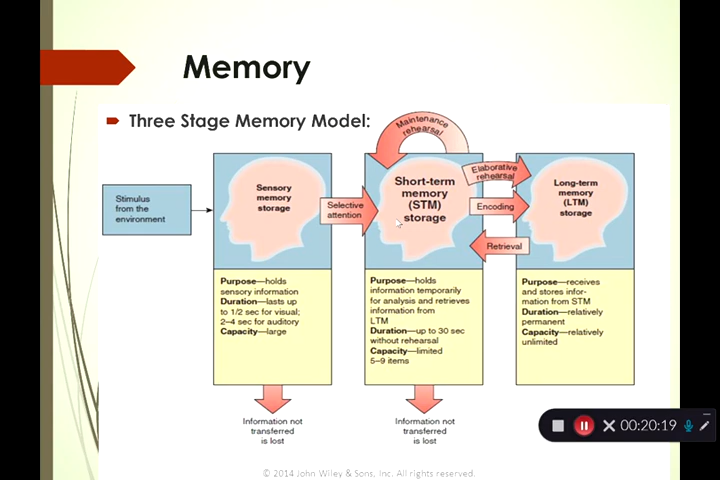 Memory
Three Stage Memory Model:
Maintenance
rehearsal
Stimulus
from the
environment
Sensory
memory
storage
Selective
attention
Short-term
memory
(STM)
storage
Elaborative
rehearsal
Encoding
Retrieval
Long-term
memory
(LTM)
storage
Purpose—holds
sensory information
Duration—lasts up
to 1/2 sec for visual;
2–4 sec for auditory
Capacity—large
Purpose—holds
information temporarily
for analysis and retrieves
information from
LTM
Duration—up to 30 sec
without rehearsal
Capacity—limited
5–9 items
Purpose—receives
and stores infor-
mation from STM
Duration—relatively
permanent
Capacity—relatively
unlimited
Information not
transferred
is lost
Information not
transferred
is lost
00:20:19
© 2014 John Wiley & Sons, Inc. All rights reserved.